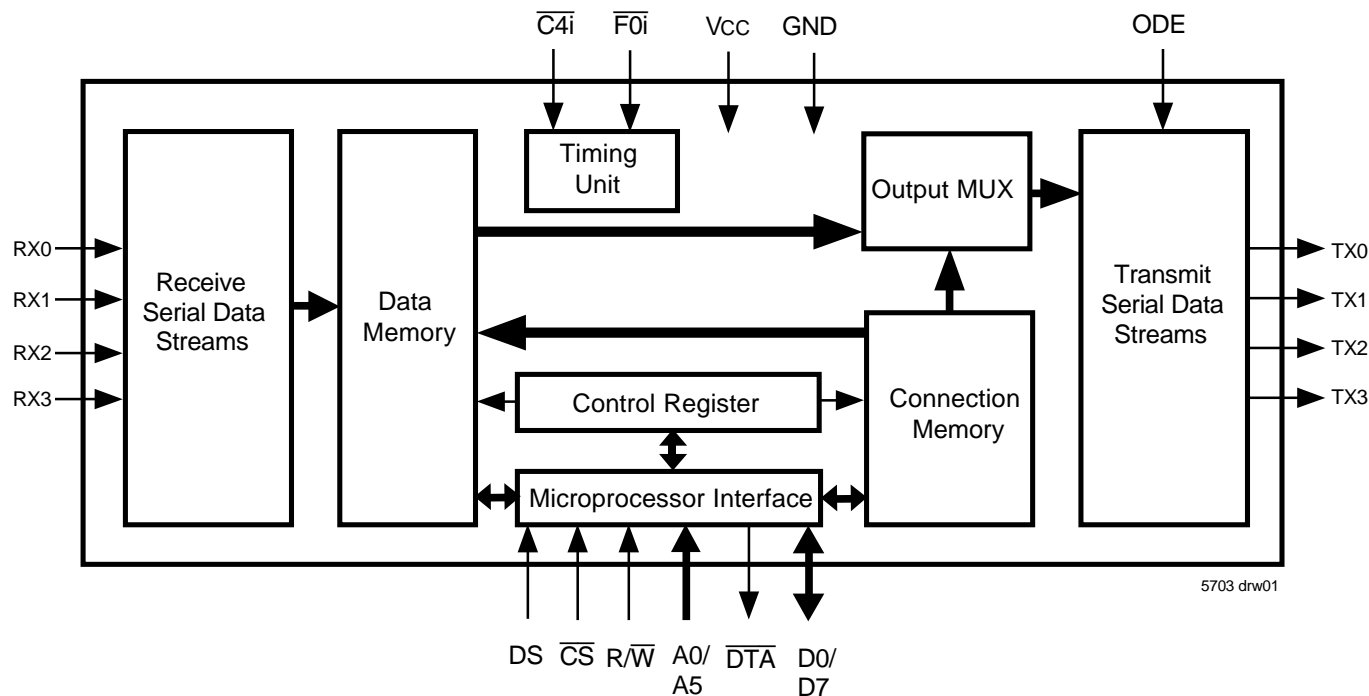 C4i F0i VCC GND ODE
Timing
Unit
Output MUX
RX0
RX1
RX2
RX3
Receive
Serial Data
Streams
Data
Memory
Transmit
Serial Data
Streams
TX0
TX1
TX2
TX3
Control Register
Connection
Memory
Microprocessor Interface
5703 drw01
DS CS R/W A0/ DTA D0/
A5 D7